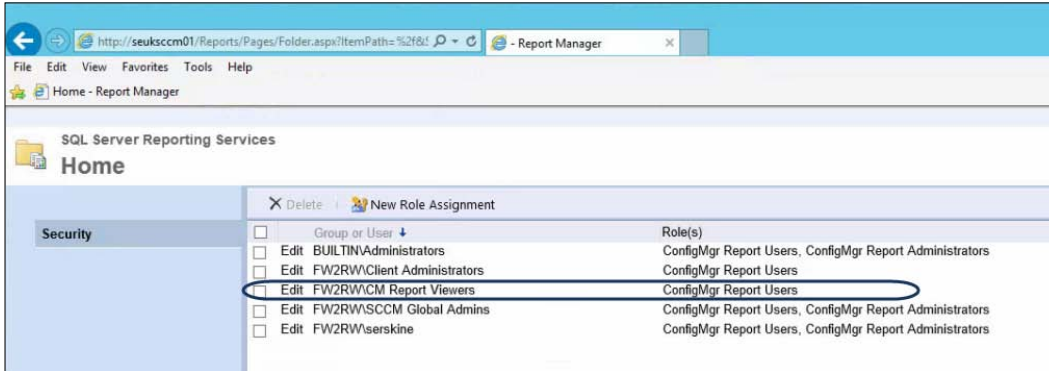 http://seuksccm01/Reports/Pages/Folder.aspx?ItemPath=%2f&
- Report Manager
File Edit View Favorites Tools Help
Home - Report Manager
SQL Server Reporting Services
Home
Delete New Role Assignment
Security
Group or User Role(s)
Edit BUILTIN\Administrators ConfigMgr Report Users, ConfigMgr Report Administrators
Edit FW2RW\Client Administrators ConfigMgr Report Users
Edit FW2RW\CM Report Viewers ConfigMgr Report Users
Edit FW2RW\SCCM Global Admins ConfigMgr Report Users, ConfigMgr Report Administrators
Edit FW2RW\serskine ConfigMgr Report Users, ConfigMgr Report Administrators